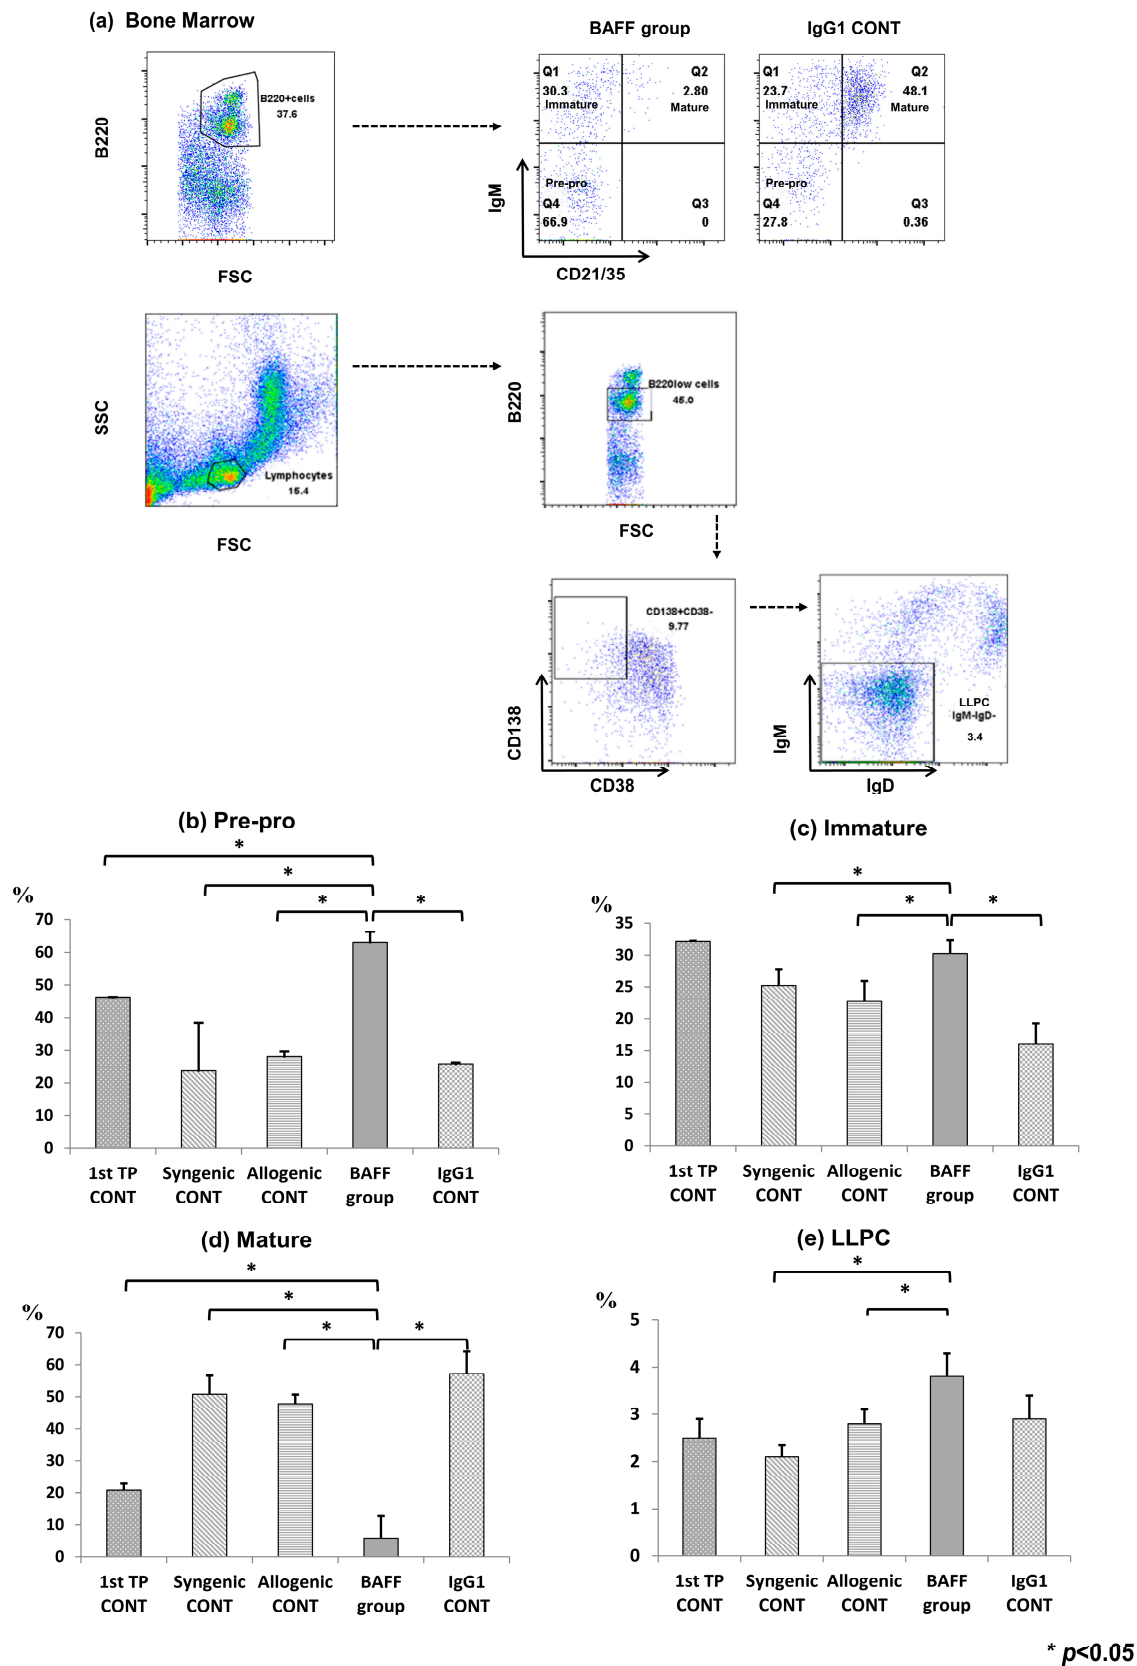 (a) Bone Marrow
BAFF group
IgG1 CONT
B220
B220+cells
37.6
FSC
Q1
30.3
Immature
Q2
2.80
Mature
Pre-pro
Q4
66.9
Q3
0
Q1
23.7
Immature
Q2
48.1
Mature
Pre-pro
Q4
27.8
Q3
0.36
IgM
CD21/35
SSC
Lymphocytes
15.4
FSC
B220
B220low cells
45.0
FSC
CD138+CD38-
9.77
CD138
CD38
LLPC
IgM-IgD-
3.4
IgM
IgD
(b) Pre-pro
*
*
* *
%
70
60
50
40
30
20
10
0
1st TP Syngenic Allogenic BAFF IgG1
CONT CONT CONT group CONT
(c) Immature
*
* *
%
35
30
25
20
15
10
5
0
1st TP Syngenic Allogenic BAFF IgG1
CONT CONT CONT group CONT
(d) Mature
*
*
* *
%
70
60
50
40
30
20
10
0
1st TP Syngenic Allogenic BAFF IgG1
CONT CONT CONT group CONT
(e) LLPC
*
*
%
5
4
3
2
1
0
1st TP Syngenic Allogenic BAFF IgG1
CONT CONT CONT group CONT
* p<0.05